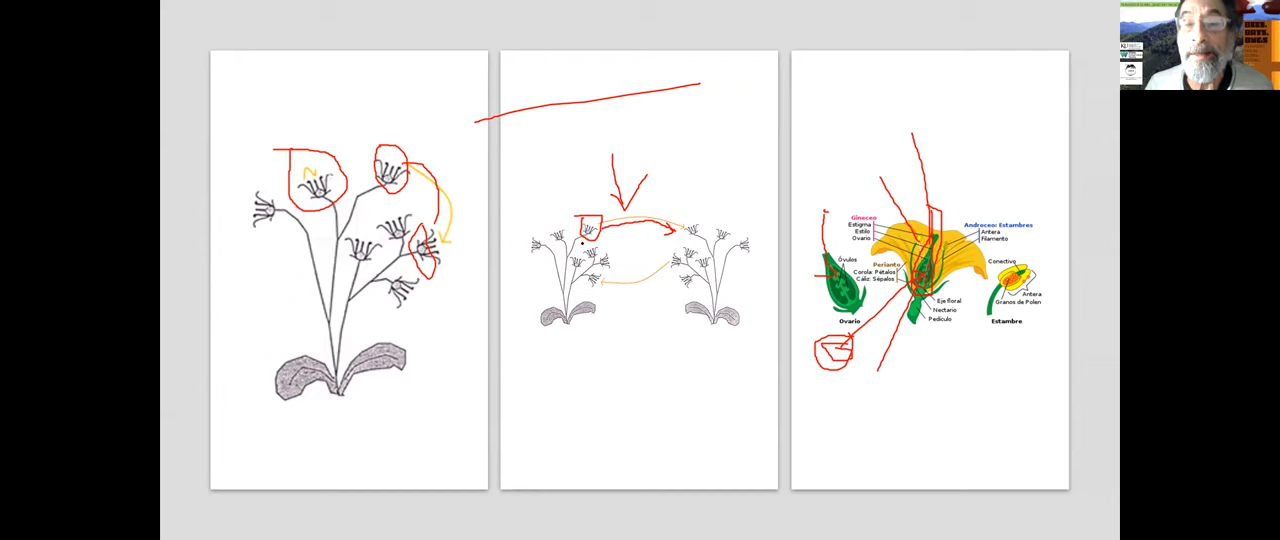 Gineceo
Estigma
Estilo
Ovario
Androceo: Estambres
Antera
Filamento
Óvulos
Perianto
Corola: Pétalos
Cáliz: Sépalos
Conectivo
Antera
Granos de Polen
Eje floral
Nectario
Pedículo
Ovario
Estambre